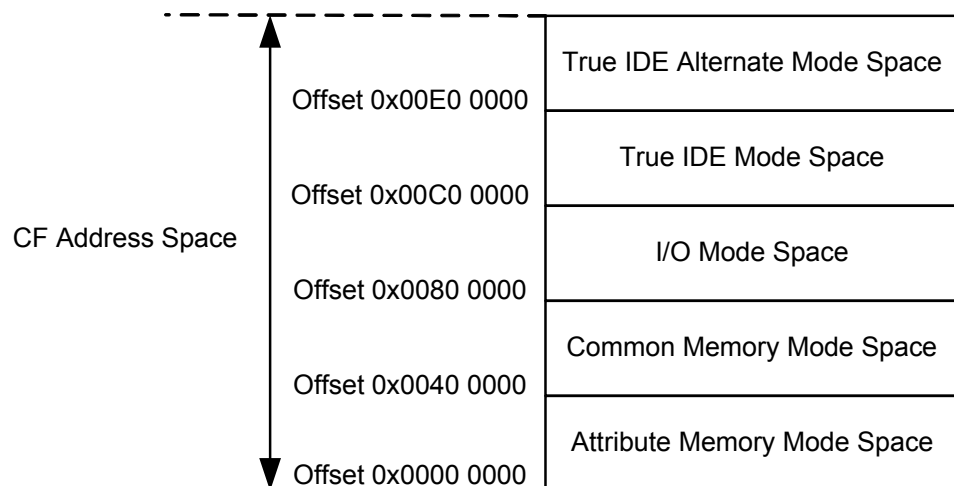 True IDE Alternate Mode Space
Offset 0x00E0 0000
True IDE Mode Space
Offset 0x00C0 0000
CF Address Space
I/O Mode Space
Offset 0x0080 0000
Common Memory Mode Space
Offset 0x0040 0000
Attribute Memory Mode Space
Offset 0x0000 0000